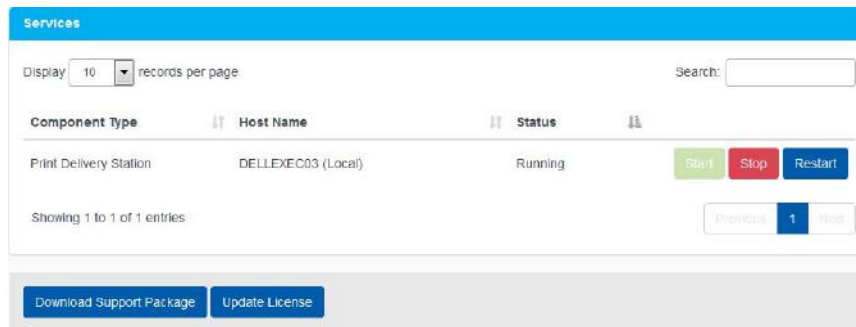 Services
Display 10 records per page Search:
Component Type Host Name Status
Print Delivery Station DELLEXEC03 (Local) Running Start Stop Restart
Showing 1 to 1 of 1 entries Previous 1 Next
Download Support Package Update License